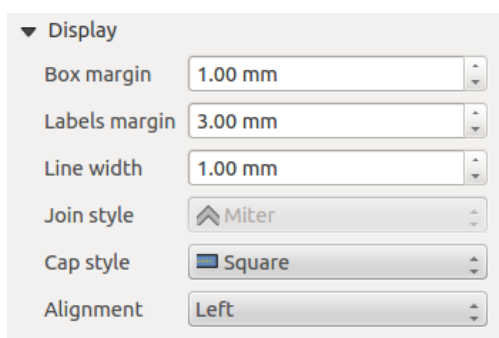 Display
Box margin 1.00 mm
Labels margin 3.00 mm
Line width 1.00 mm
Join style Miter
Cap style Square
Alignment Left